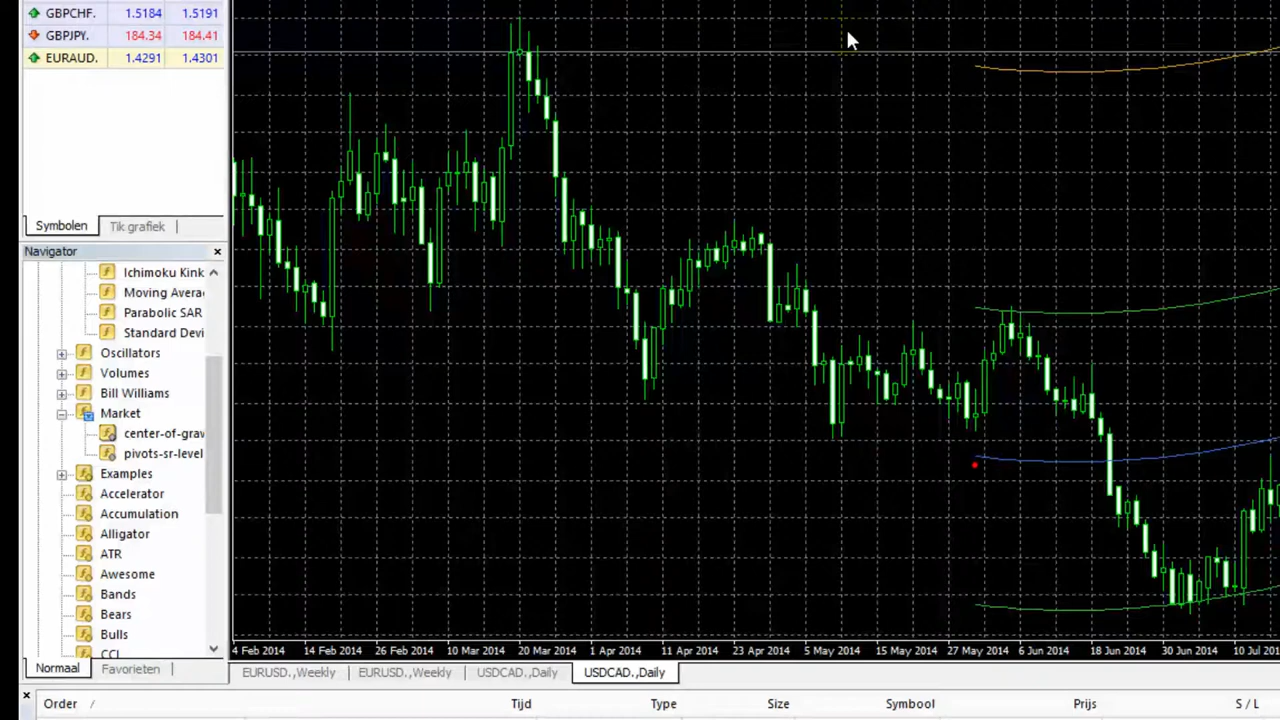 GBPCHF. 1.5184 1.5191
GBPJPY. 184.34 184.41
EURAUD. 1.4291 1.4301
Symbolen Tik grafiek
Navigator
Ichimoku Kink
Moving Avera
Parabolic SAR
Standard Devi
Oscillators
Volumes
Bill Williams
Market
center-of-grav
pivots-sr-level
Examples
Accelerator
Accumulation
Alligator
ATR
Awesome
Bands
Bears
Bulls
CCI
Normaal Favorieten
4 Feb 2014 14 Feb 2014 26 Feb 2014 10 Mar 2014 20 Mar 2014 1 Apr 2014 11 Apr 2014 23 Apr 2014 5 May 2014 15 May 2014 27 May 2014 6 Jun 2014 18 Jun 2014 30 Jun 2014 10 Jul 201
EURUSD.,Weekly EURUSD.,Weekly USDCAD.,Daily USDCAD.,Daily
Order / Tijd Type Size Symbool Prijs S / L